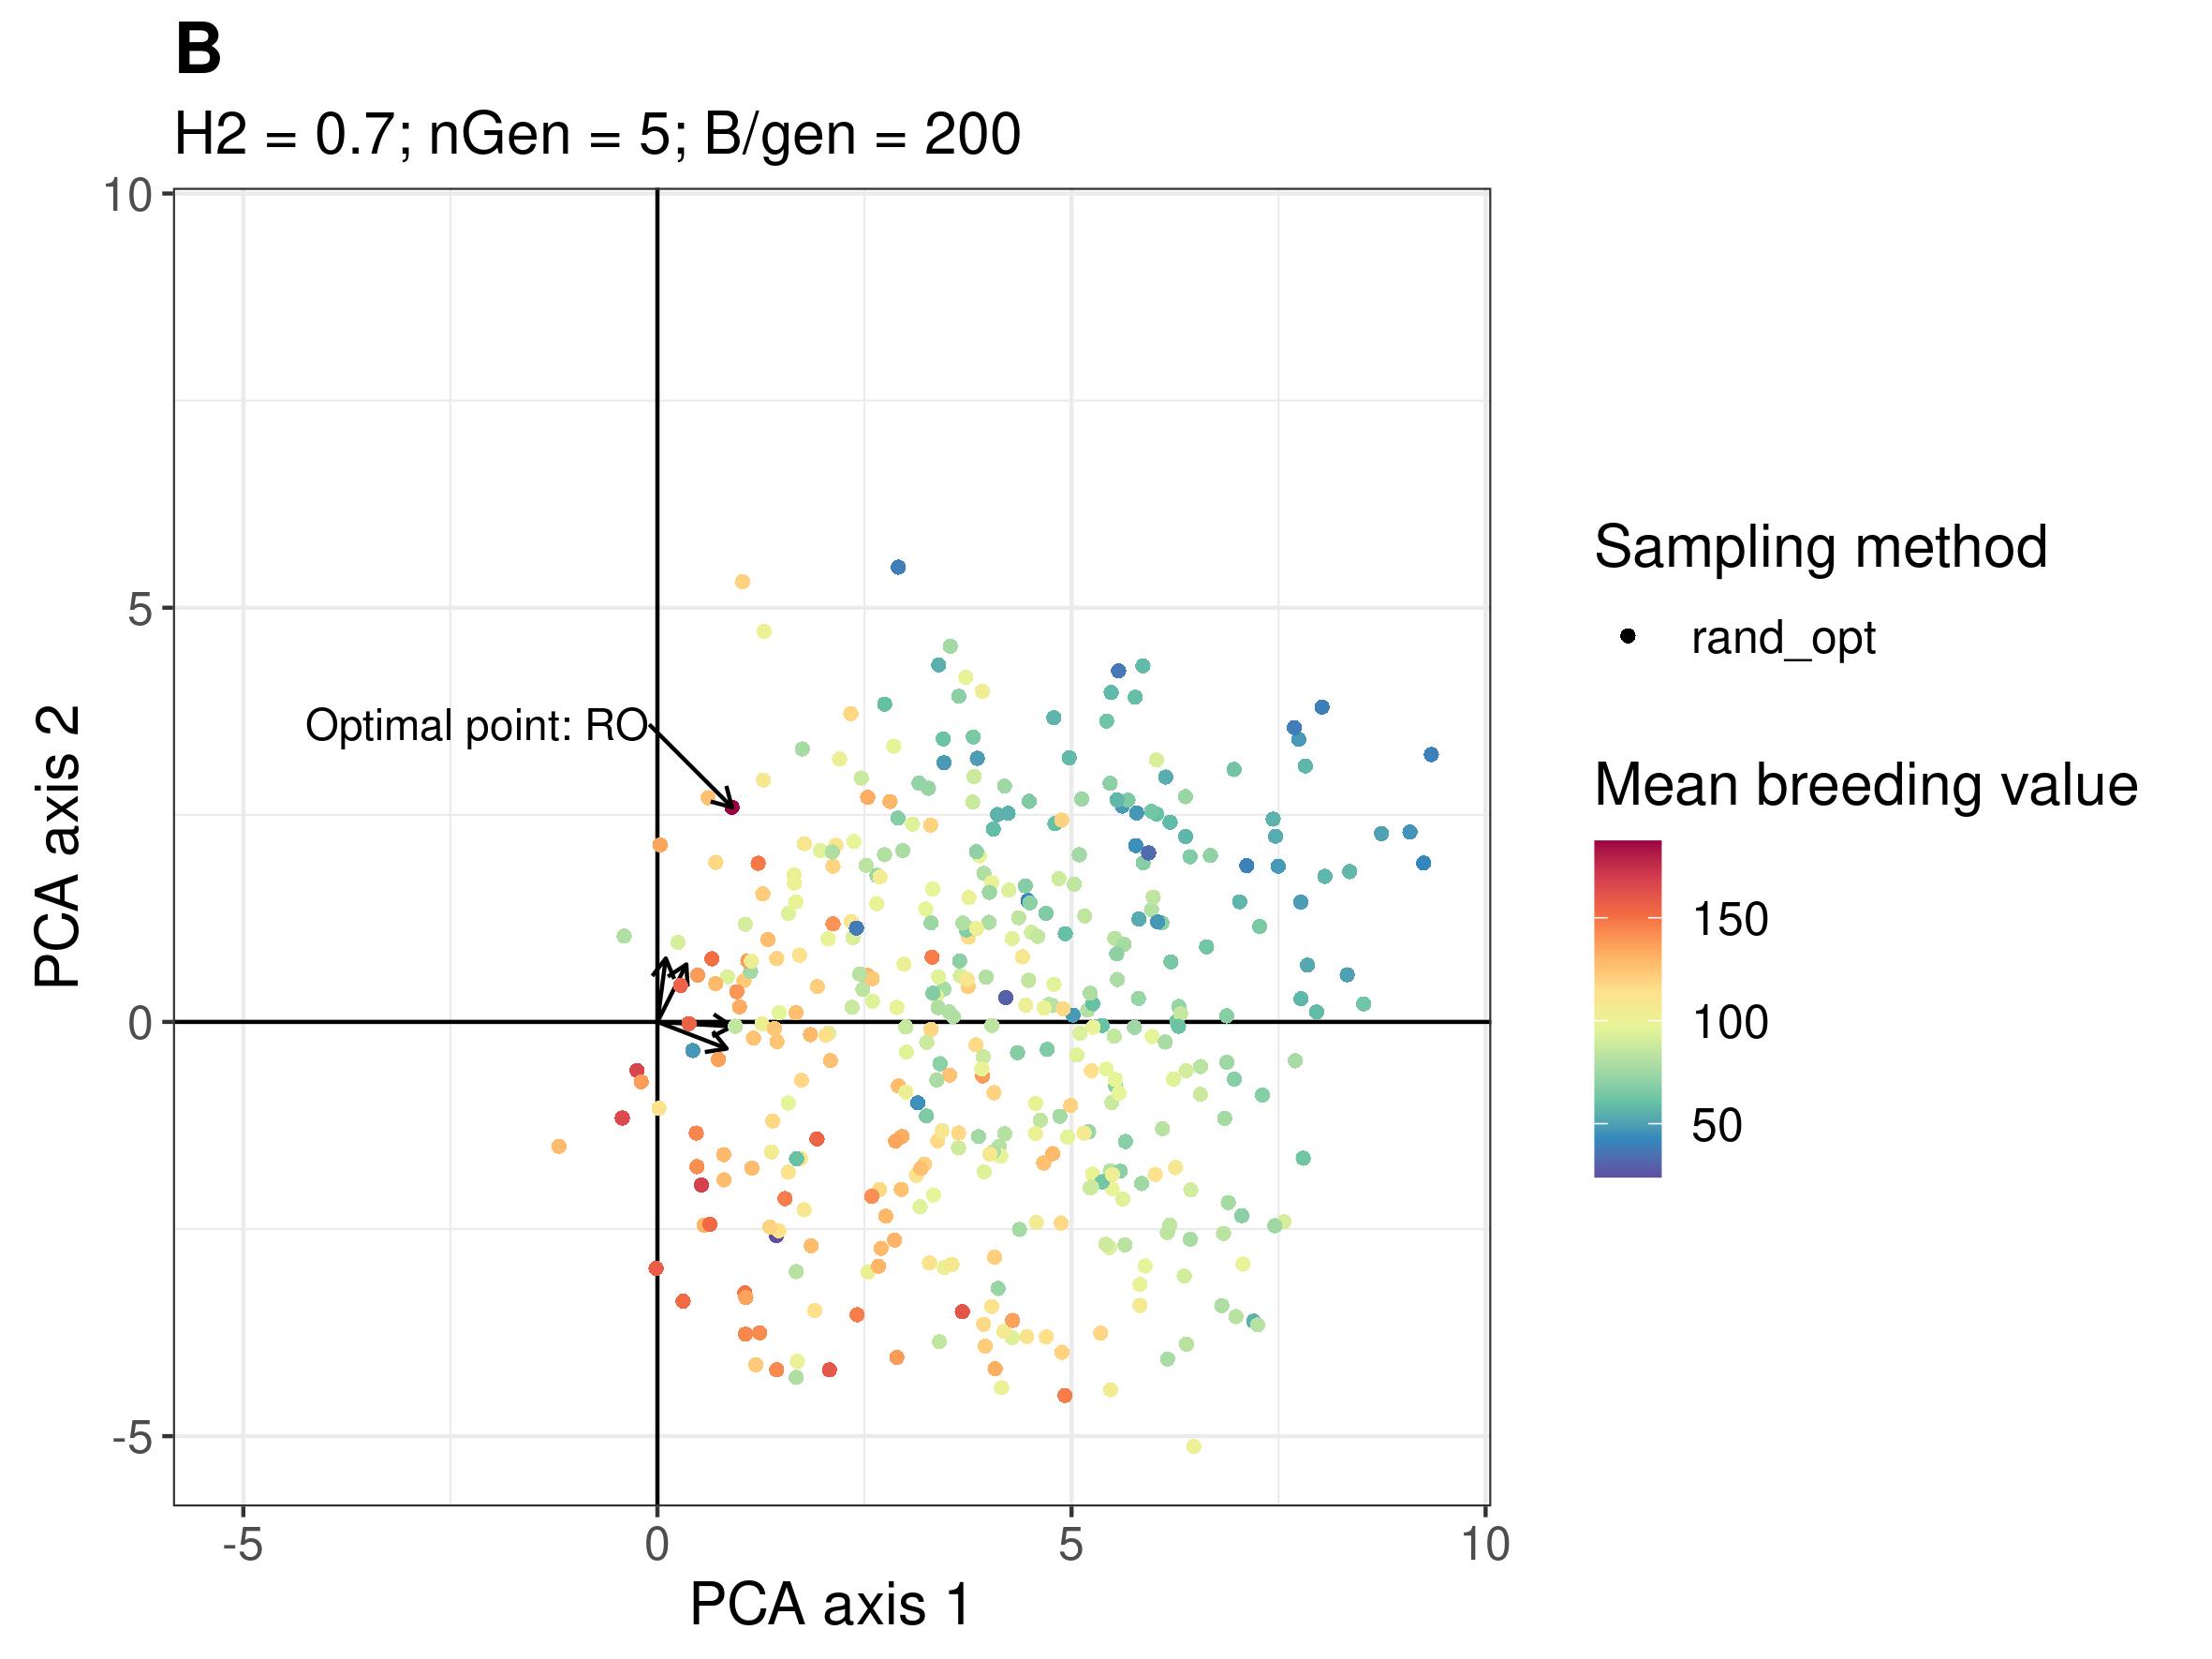 B
H2 = 0.7; nGen = 5; B/gen = 200
10
5
0
-5
PCA axis 2
Optimal point: RO
-5
0
5
10
PCA axis 1
Sampling method
rand_opt
Mean breeding value
150
100
50